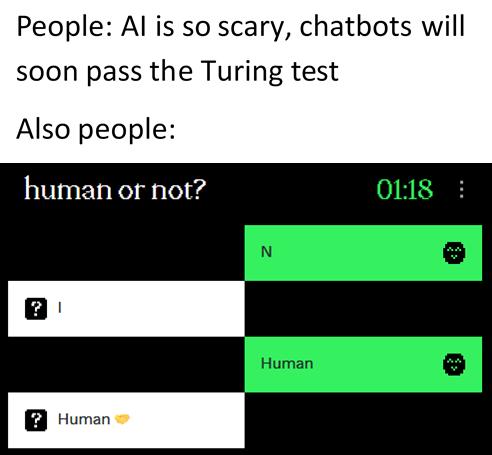 People: AI is so scary, chatbots will
soon pass the Turing test
Also people:
human or not?
01:18
N
? I
Human
? Human 🤝